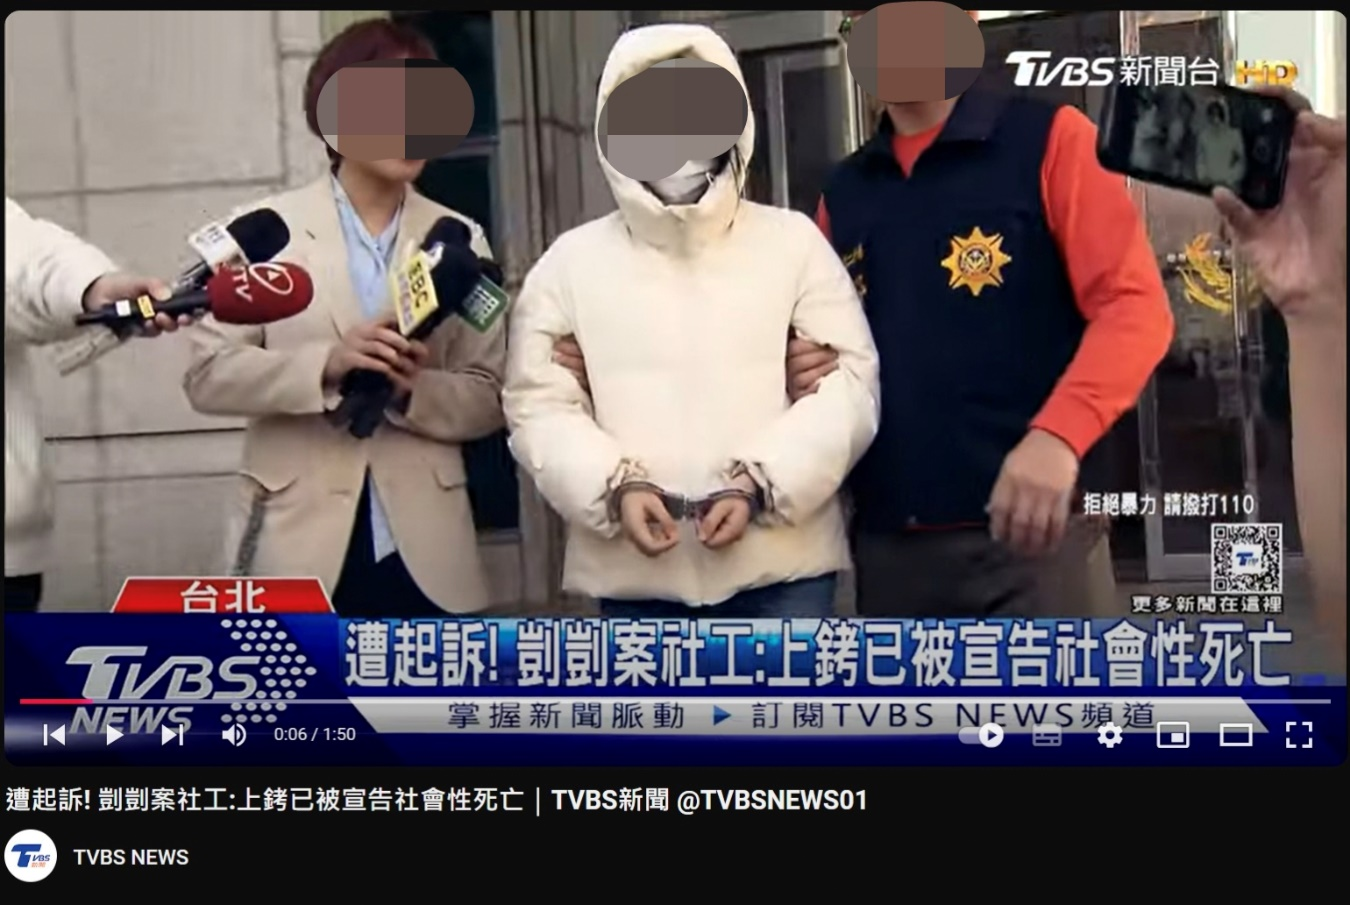 TVBS新聞台 HD
TV
EBC
拒絕暴力 請撥打110
更多新聞在這裡
台北
TVBS NEWS
遭起訴! 剴剴案社工:上銬已被宣告社會性死亡
掌握新聞脈動 ▶ 訂閱TVBS NEWS頻道
0:06 / 1:50
遭起訴! 剴剴案社工:上銬已被宣告社會性死亡｜TVBS新聞 @TVBSNEWS01
TVBS NEWS